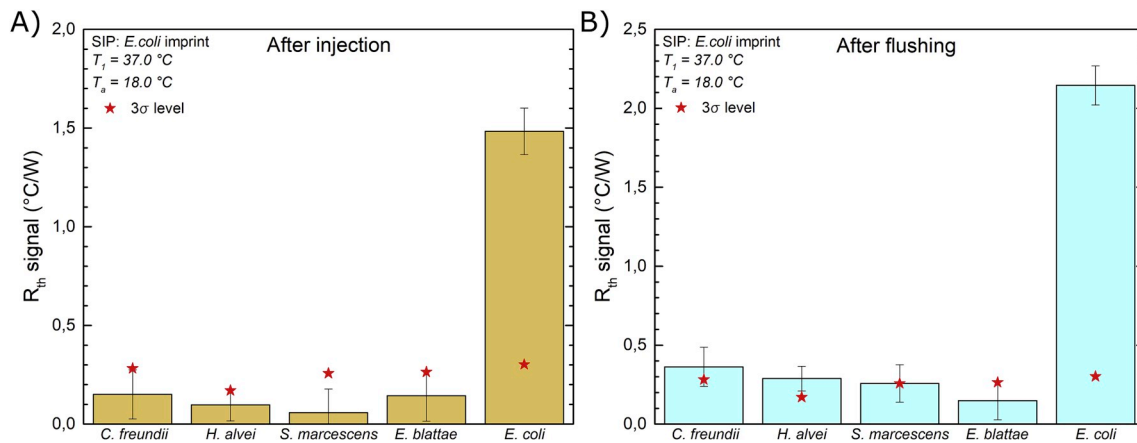 A)
After injection
SIP: E.coli imprint
T1 = 37.0 °C
Ta = 18.0 °C
★ 3σ level
Rth signal (°C/W)
2,0
1,5
1,0
0,5
0,0
C. freundii H. alvei S. marcescens E. blattae E. coli
B)
After flushing
SIP: E.coli imprint
T1 = 37.0 °C
Ta = 18.0 °C
★ 3σ level
Rth signal (°C/W)
2.5
2,0
1,5
1,0
0,5
0,0
C. freundii H. alvei S. marcescens E. blattae E. coli